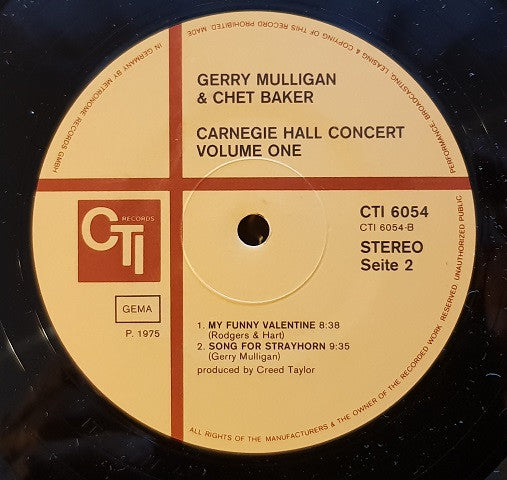 GERRY MULLIGAN
& CHET BAKER
CARNEGIE HALL CONCERT
VOLUME ONE
CTI
RECORDS
CTI 6054
CTI 6054-B
STEREO
Seite 2
GEMA
P. 1975
1. MY FUNNY VALENTINE 8:38
(Rodgers & Hart)
2. SONG FOR STRAYHORN 9:35
(Gerry Mulligan)
produced by Creed Taylor
ALL RIGHTS OF THE MANUFACTURERS & THE OWNER OF THE RECORDED WORK RESERVED. UNAUTHORIZED PUBLIC PERFORMANCE, BROADCASTING, LEASING & COPYING OF THIS RECORD PROHIBITED. MADE IN GERMANY BY METRONOME RECORDS GMBH